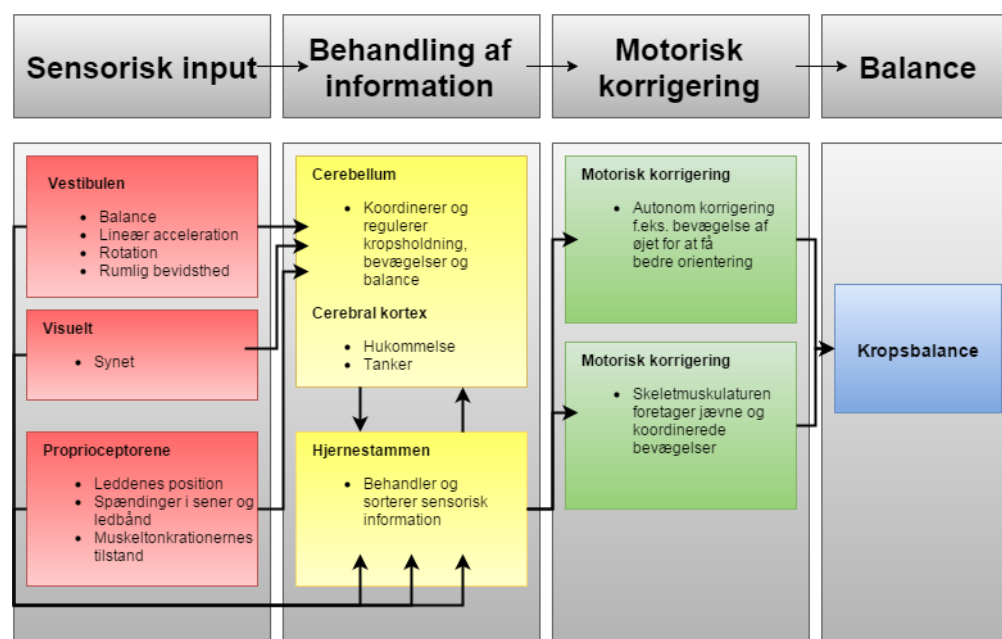 Sensorisk input
Behandling af
information
Motorisk
korrigering
Balance
Vestibulen
• Balance
• Lineær acceleration
• Rotation
• Rumlig bevidsthed
Visuelt
• Synet
Proprioceptorene
• Leddenes position
• Spændinger i sener og
ledbånd
• Muskeltonkrationernes
tilstand
Cerebellum
• Koordinerer og
regulerer
kropsholdning,
bevægelser og
balance
Cerebral kortex
• Hukommelse
• Tanker
Hjernestammen
• Behandler og
sorterer sensorisk
information
Motorisk korrigering
• Autonom korrigering
f.eks. bevægelse af
øjet for at få
bedre orientering
Motorisk korrigering
• Skeletmuskulaturen
foretager jævne og
koordinerede
bevægelser
Kropsbalance